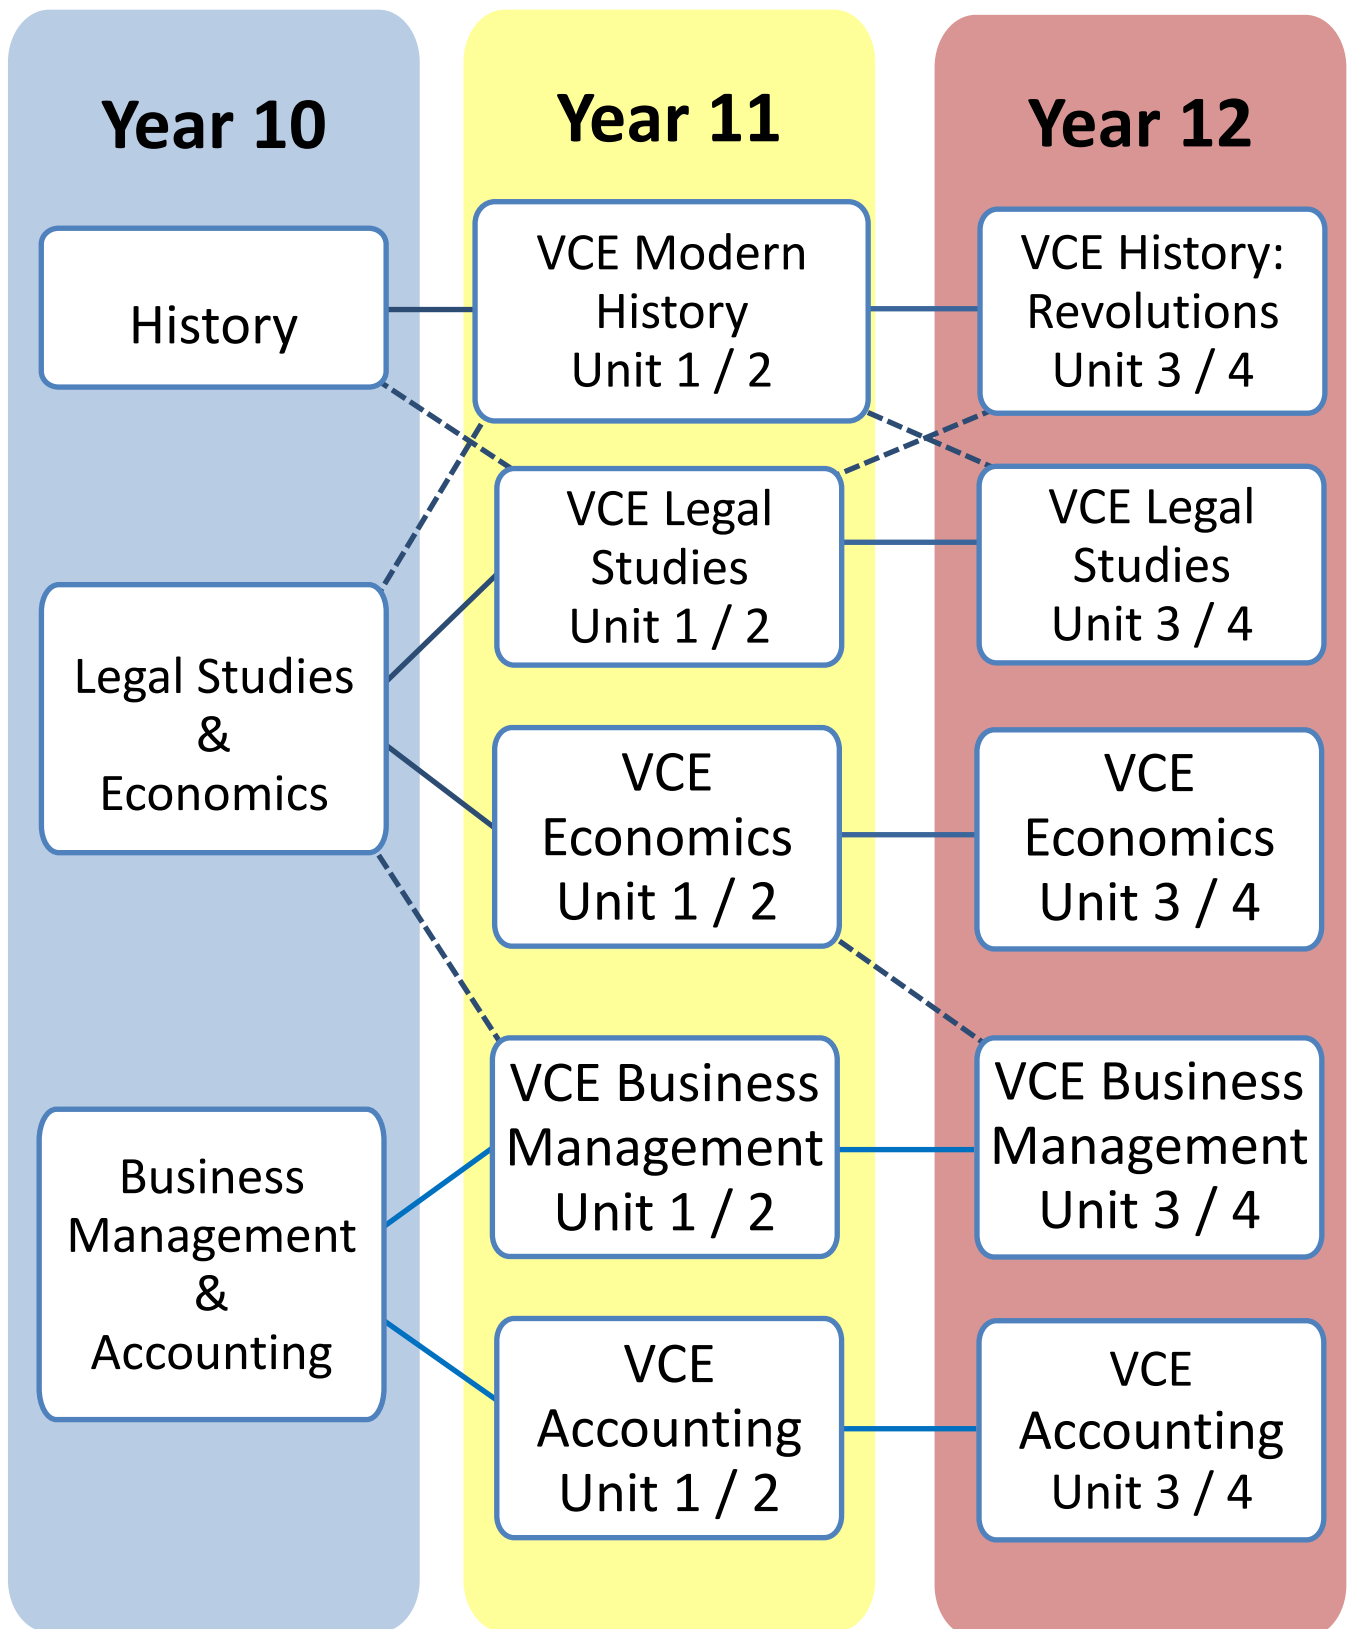 Year 10
History
Legal Studies
&
Economics
Business
Management
&
Accounting
Year 11
VCE Modern
History
Unit 1 / 2
VCE Legal
Studies
Unit 1 / 2
VCE
Economics
Unit 1 / 2
VCE Business
Management
Unit 1 / 2
VCE
Accounting
Unit 1 / 2
Year 12
VCE History:
Revolutions
Unit 3 / 4
VCE Legal
Studies
Unit 3 / 4
VCE
Economics
Unit 3 / 4
VCE Business
Management
Unit 3 / 4
VCE
Accounting
Unit 3 / 4